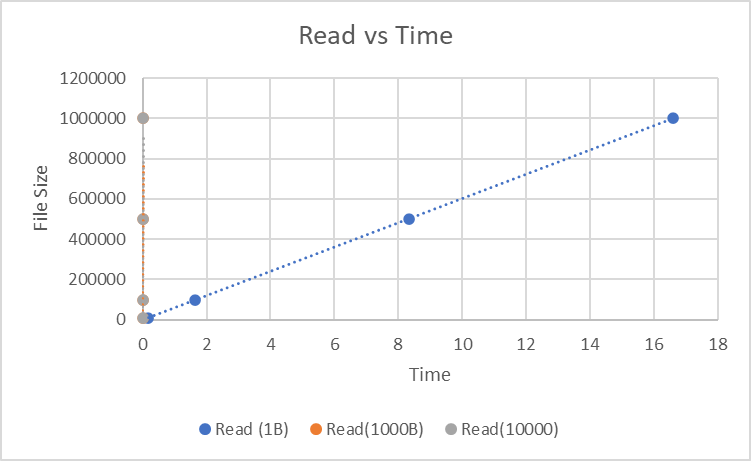 Read vs Time
File Size
1200000
1000000
800000
600000
400000
200000
0
0 2 4 6 8 10 12 14 16 18
Time
Read (1B) Read(1000B) Read(10000)